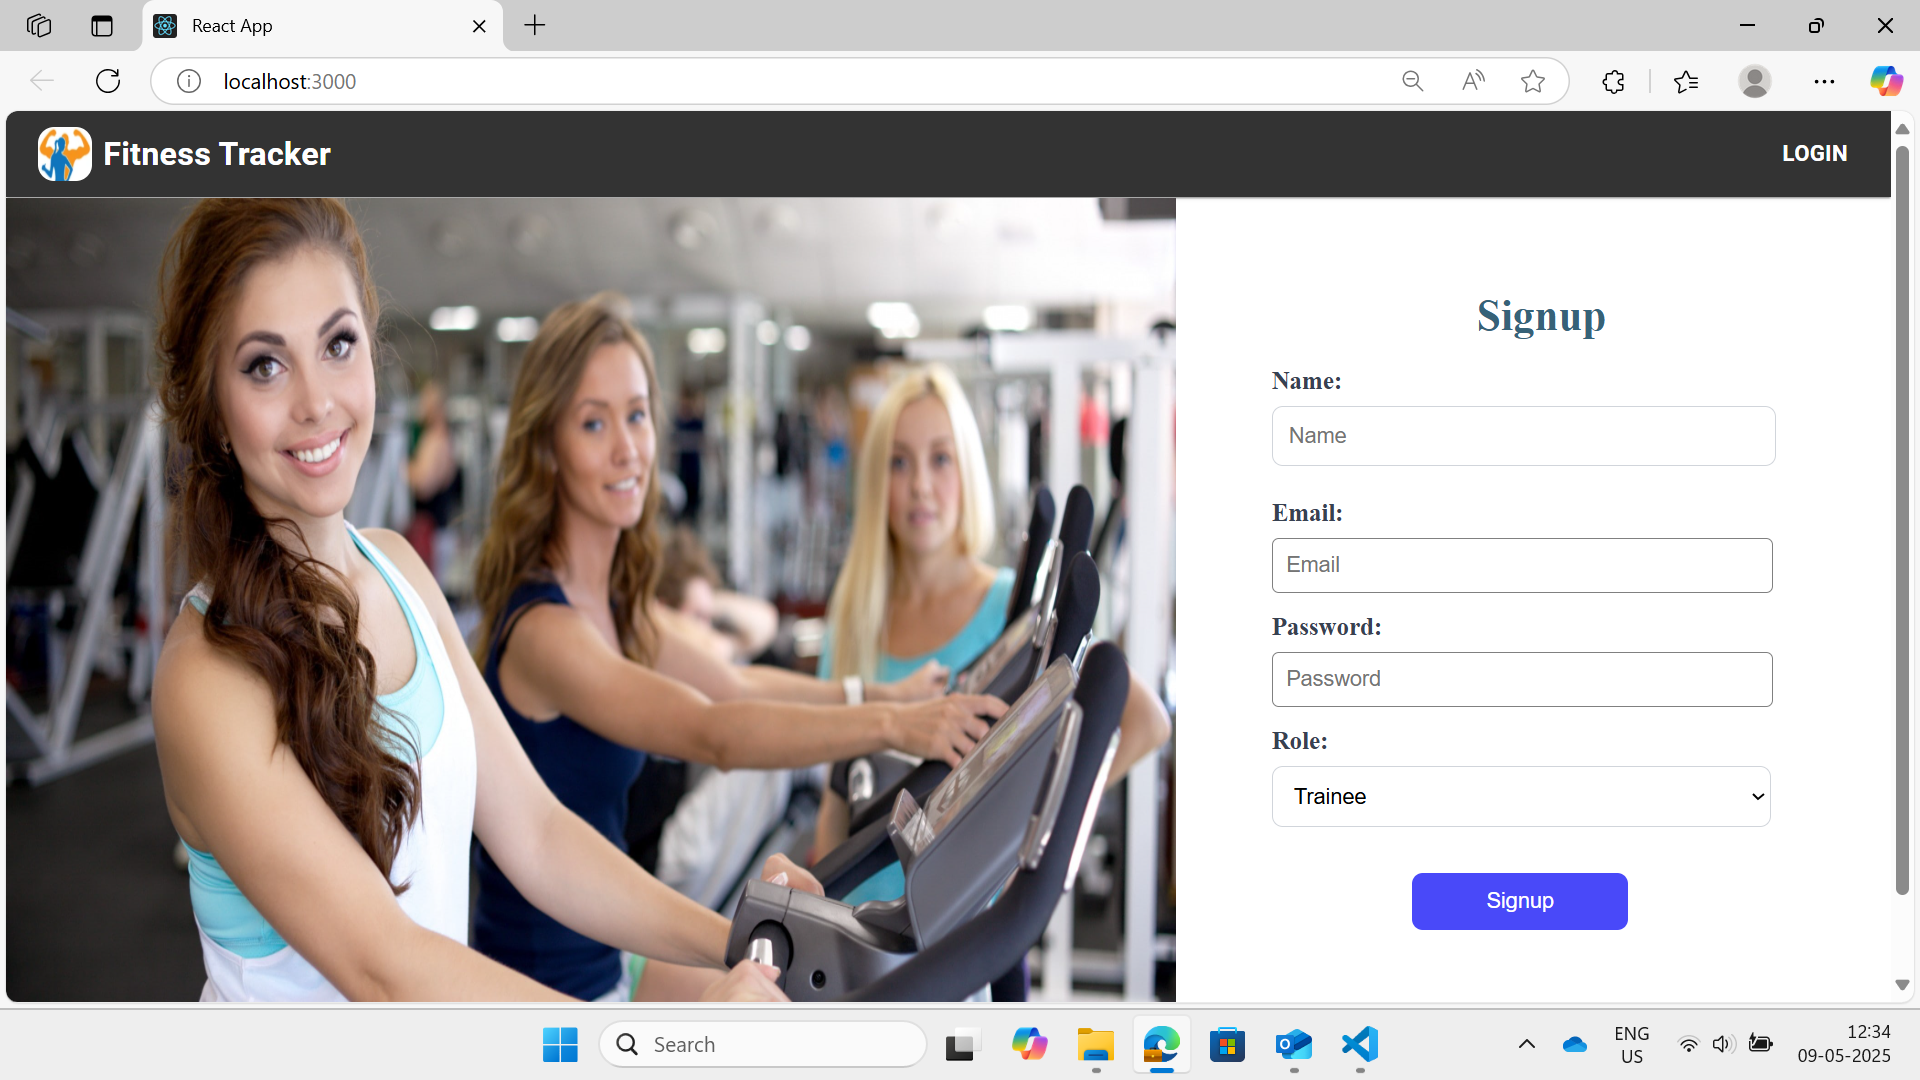 React App
localhost:3000
Fitness Tracker
LOGIN
Signup
Name:
Name
Email:
Email
Password:
Password
Role:
Trainee
Signup
Search
ENG
US
12:34
09-05-2025